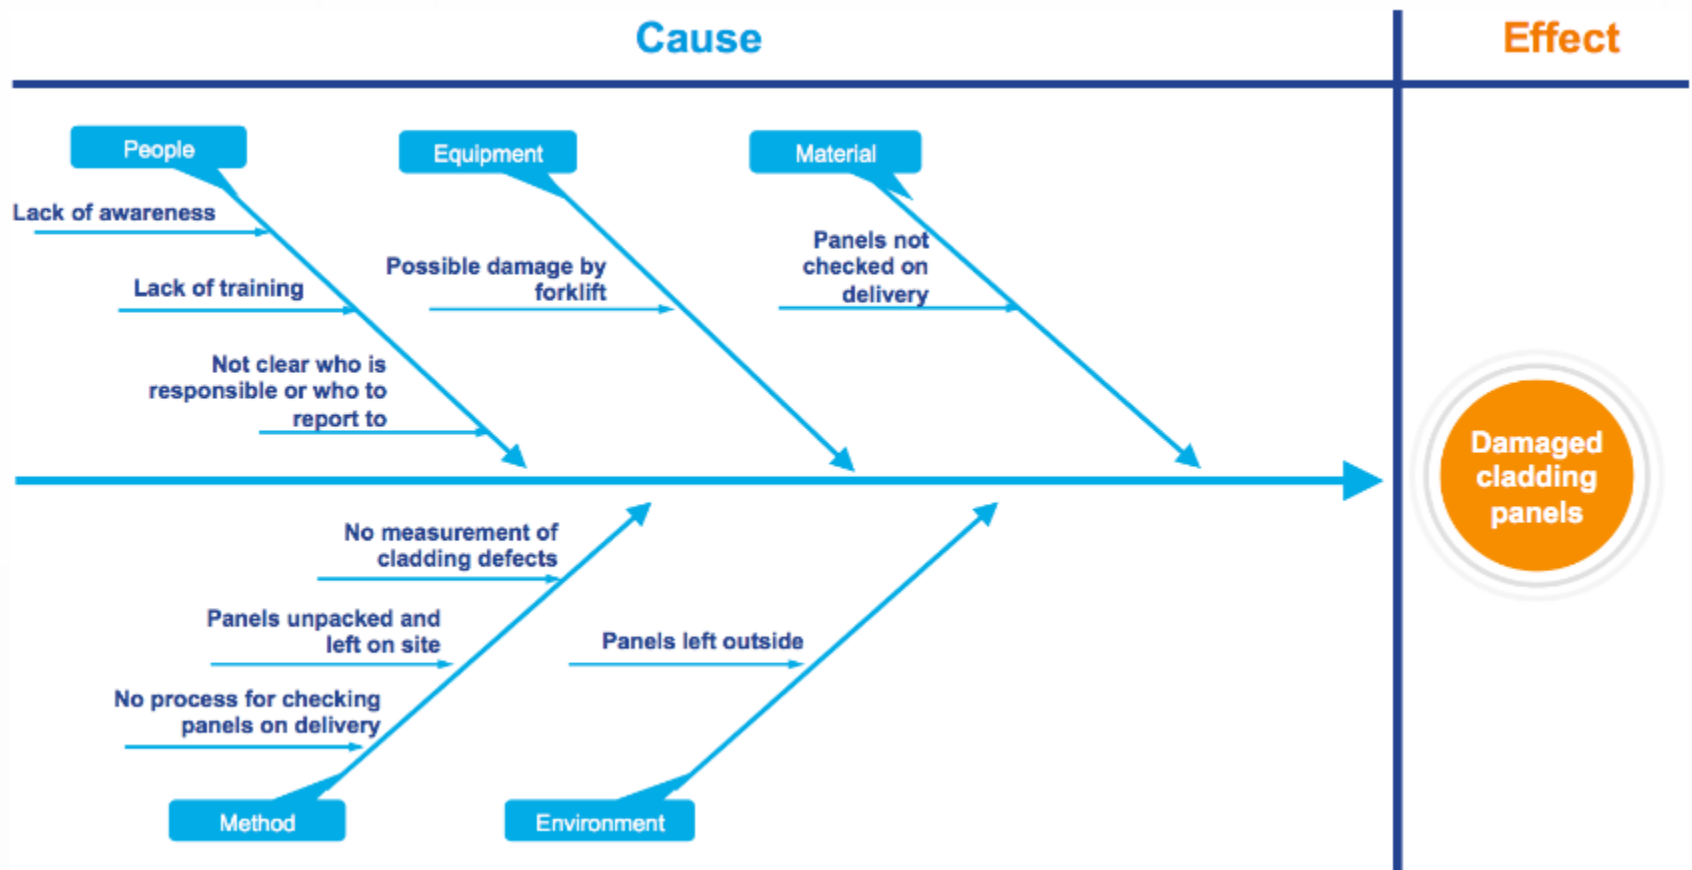 Cause
Effect
People
Equipment
Material
Lack of awareness
Lack of training
Not clear who is
responsible or who to
report to
Possible damage by
forklift
Panels not
checked on
delivery
Damaged
cladding
panels
No measurement of
cladding defects
Panels unpacked and
left on site
No process for checking
panels on delivery
Panels left outside
Method
Environment